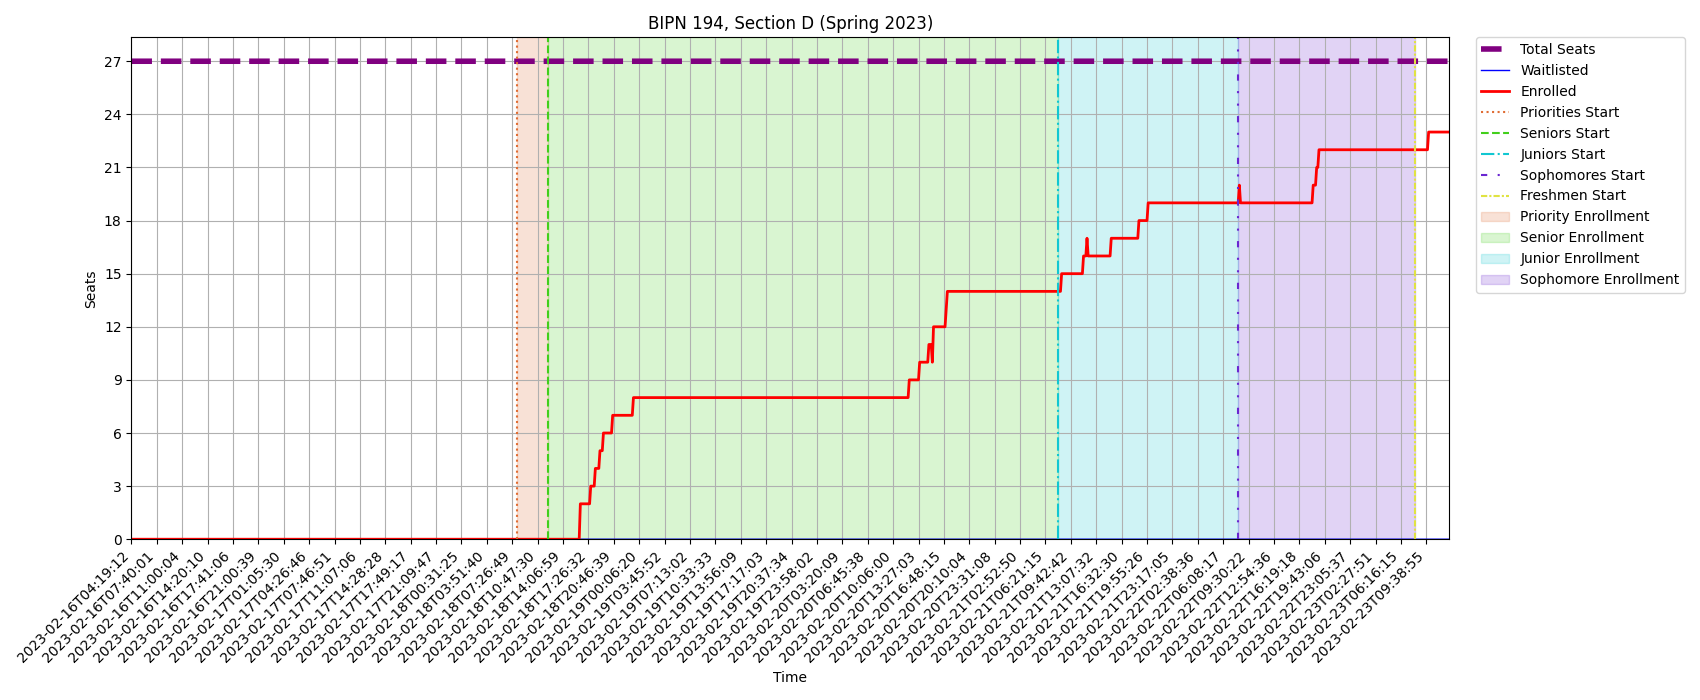 BIPN 194, Section D (Spring 2023)
Seats
27
24
21
18
15
12
9
6
3
0
2023-02-16T04:19:12
2023-02-16T07:40:01
2023-02-16T11:00:04
2023-02-16T14:20:10
2023-02-16T17:41:06
2023-02-16T21:00:39
2023-02-17T01:05:30
2023-02-17T04:26:46
2023-02-17T07:46:51
2023-02-17T11:07:06
2023-02-17T14:28:28
2023-02-17T17:49:17
2023-02-17T21:09:47
2023-02-18T00:31:25
2023-02-18T03:51:40
2023-02-18T07:26:49
2023-02-18T10:47:30
2023-02-18T14:06:59
2023-02-18T17:26:32
2023-02-18T20:46:39
2023-02-19T00:06:20
2023-02-19T03:45:52
2023-02-19T07:13:02
2023-02-19T10:33:33
2023-02-19T13:56:09
2023-02-19T17:17:03
2023-02-19T20:37:34
2023-02-19T23:58:02
2023-02-20T03:20:09
2023-02-20T06:45:38
2023-02-20T10:06:00
2023-02-20T13:27:03
2023-02-20T16:48:15
2023-02-20T20:10:04
2023-02-20T23:31:08
2023-02-21T02:52:50
2023-02-21T06:21:15
2023-02-21T09:42:42
2023-02-21T13:07:32
2023-02-21T16:32:30
2023-02-21T19:55:26
2023-02-21T23:17:05
2023-02-22T02:38:36
2023-02-22T06:08:17
2023-02-22T09:30:22
2023-02-22T12:54:36
2023-02-22T16:19:18
2023-02-22T19:43:06
2023-02-22T23:05:37
2023-02-23T02:27:51
2023-02-23T06:16:15
2023-02-23T09:38:55
Time
Total Seats
Waitlisted
Enrolled
Priorities Start
Seniors Start
Juniors Start
Sophomores Start
Freshmen Start
Priority Enrollment
Senior Enrollment
Junior Enrollment
Sophomore Enrollment